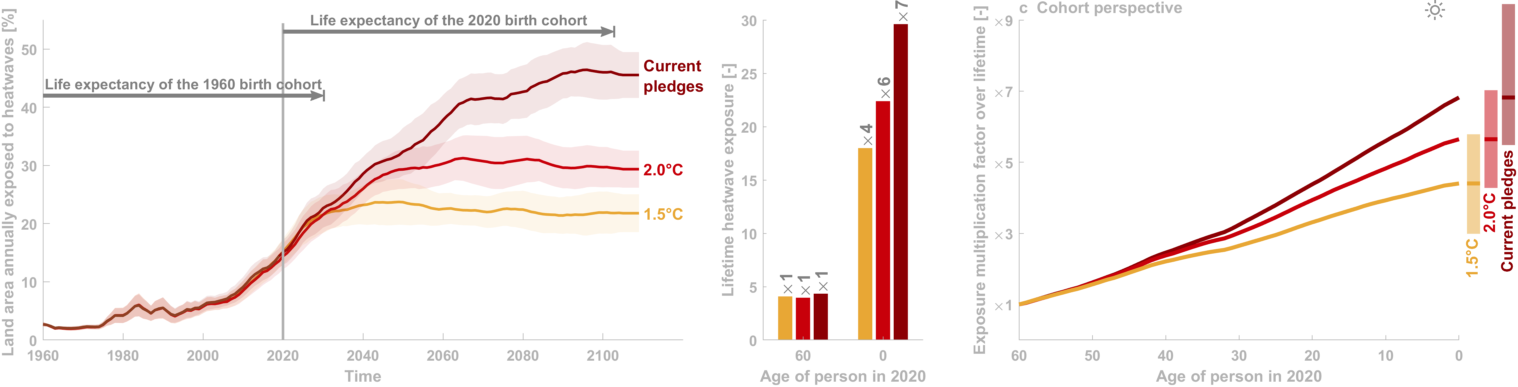 Land area annually exposed to heatwaves [%]
50
40
30
20
10
0
Life expectancy of the 2020 birth cohort
Life expectancy of the 1960 birth cohort
Current
pledges
2.0°C
1.5°C
1960
1980
2000
2020
2040
2060
2080
2100
Time
Lifetime heatwave exposure [-]
30
25
20
15
10
5
0
×1
×1
×1
×4
×6
×7
60
0
Age of person in 2020
c Cohort perspective
Exposure multiplication factor over lifetime [-]
×9
×7
×5
×3
×1
60
50
40
30
20
10
0
Age of person in 2020
1.5°C
2.0°C
Current pledges